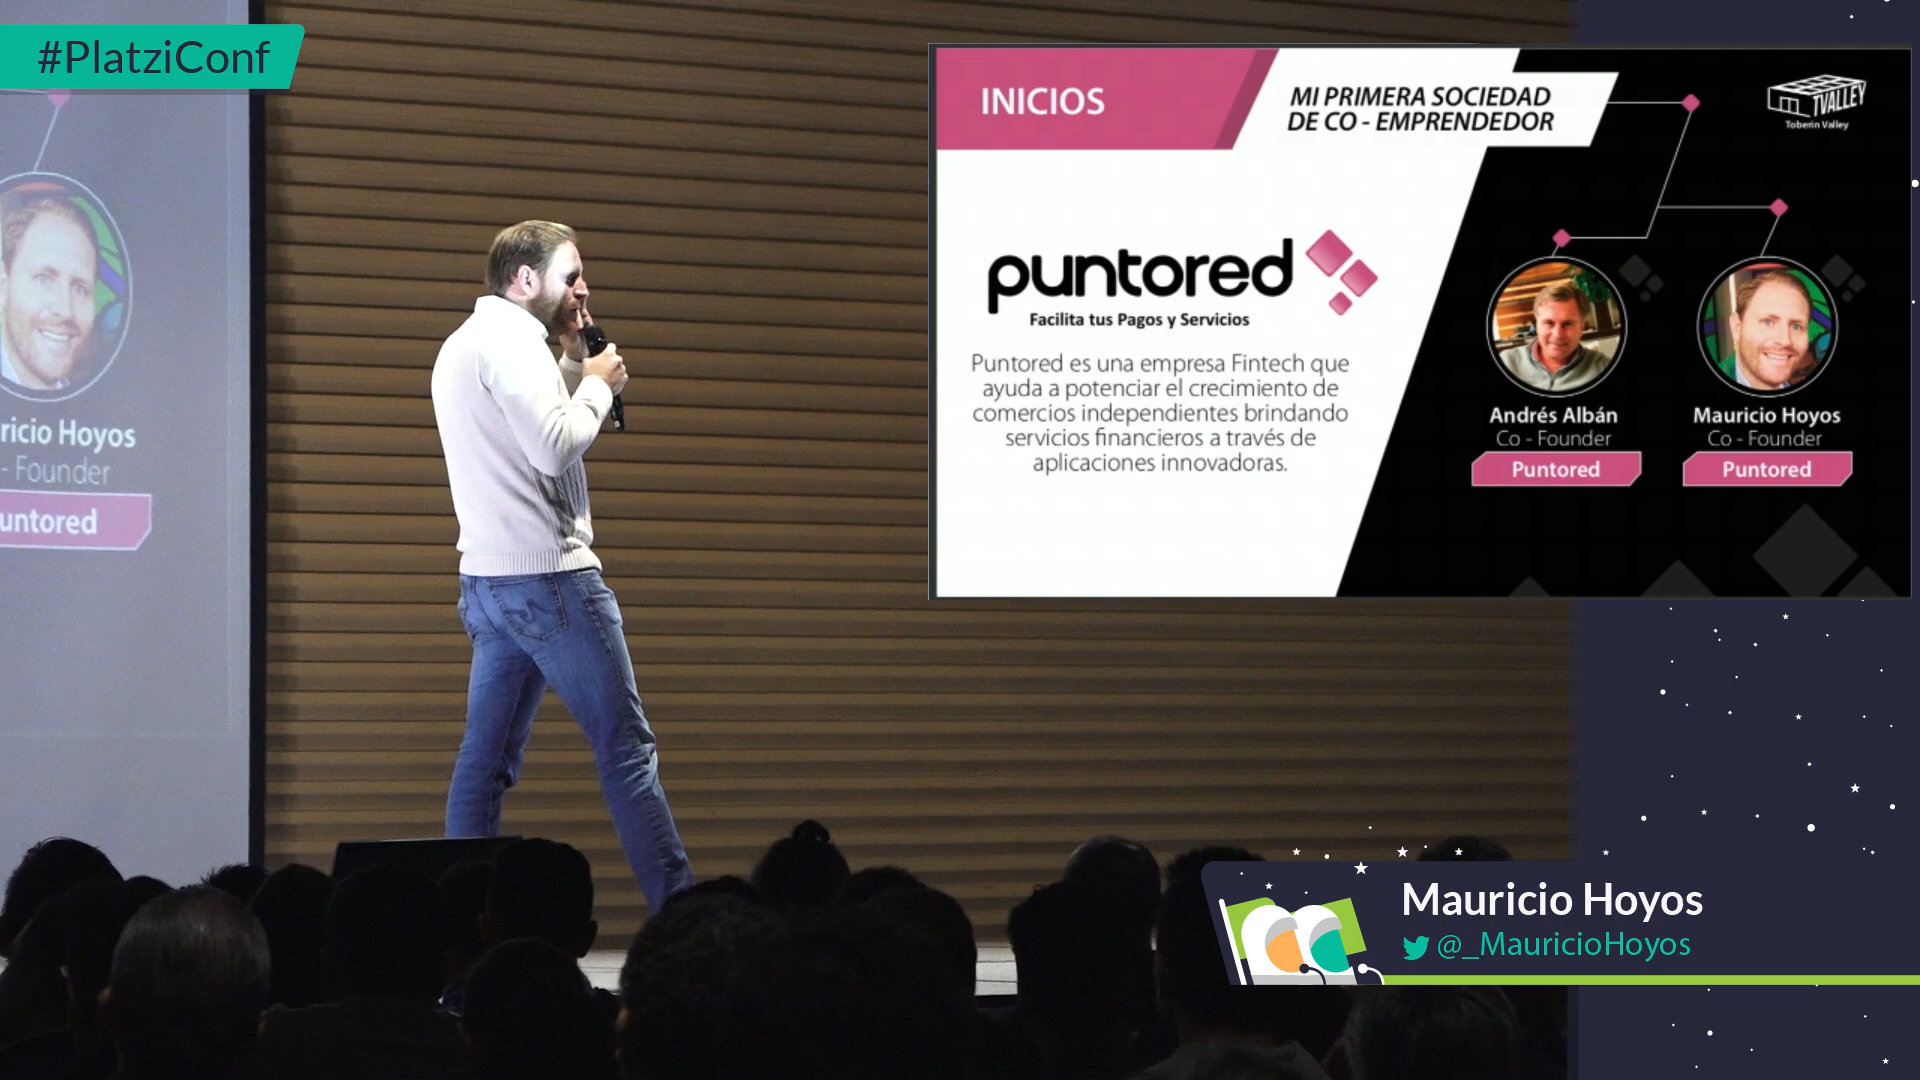 #PlatziConf
ricio Hoyos
- Founder
untored
INICIOS
MI PRIMERA SOCIEDAD
DE CO - EMPRENDEDOR
TVALLEY
Toberin Valley
puntored
Facilita tus Pagos y Servicios
Puntored es una empresa Fintech que
ayuda a potenciar el crecimiento de
comercios independientes brindando
servicios financieros a través de
aplicaciones innovadoras.
Andrés Albán
Co - Founder
Puntored
Mauricio Hoyos
Co - Founder
Puntored
Mauricio Hoyos
@_MauricioHoyos